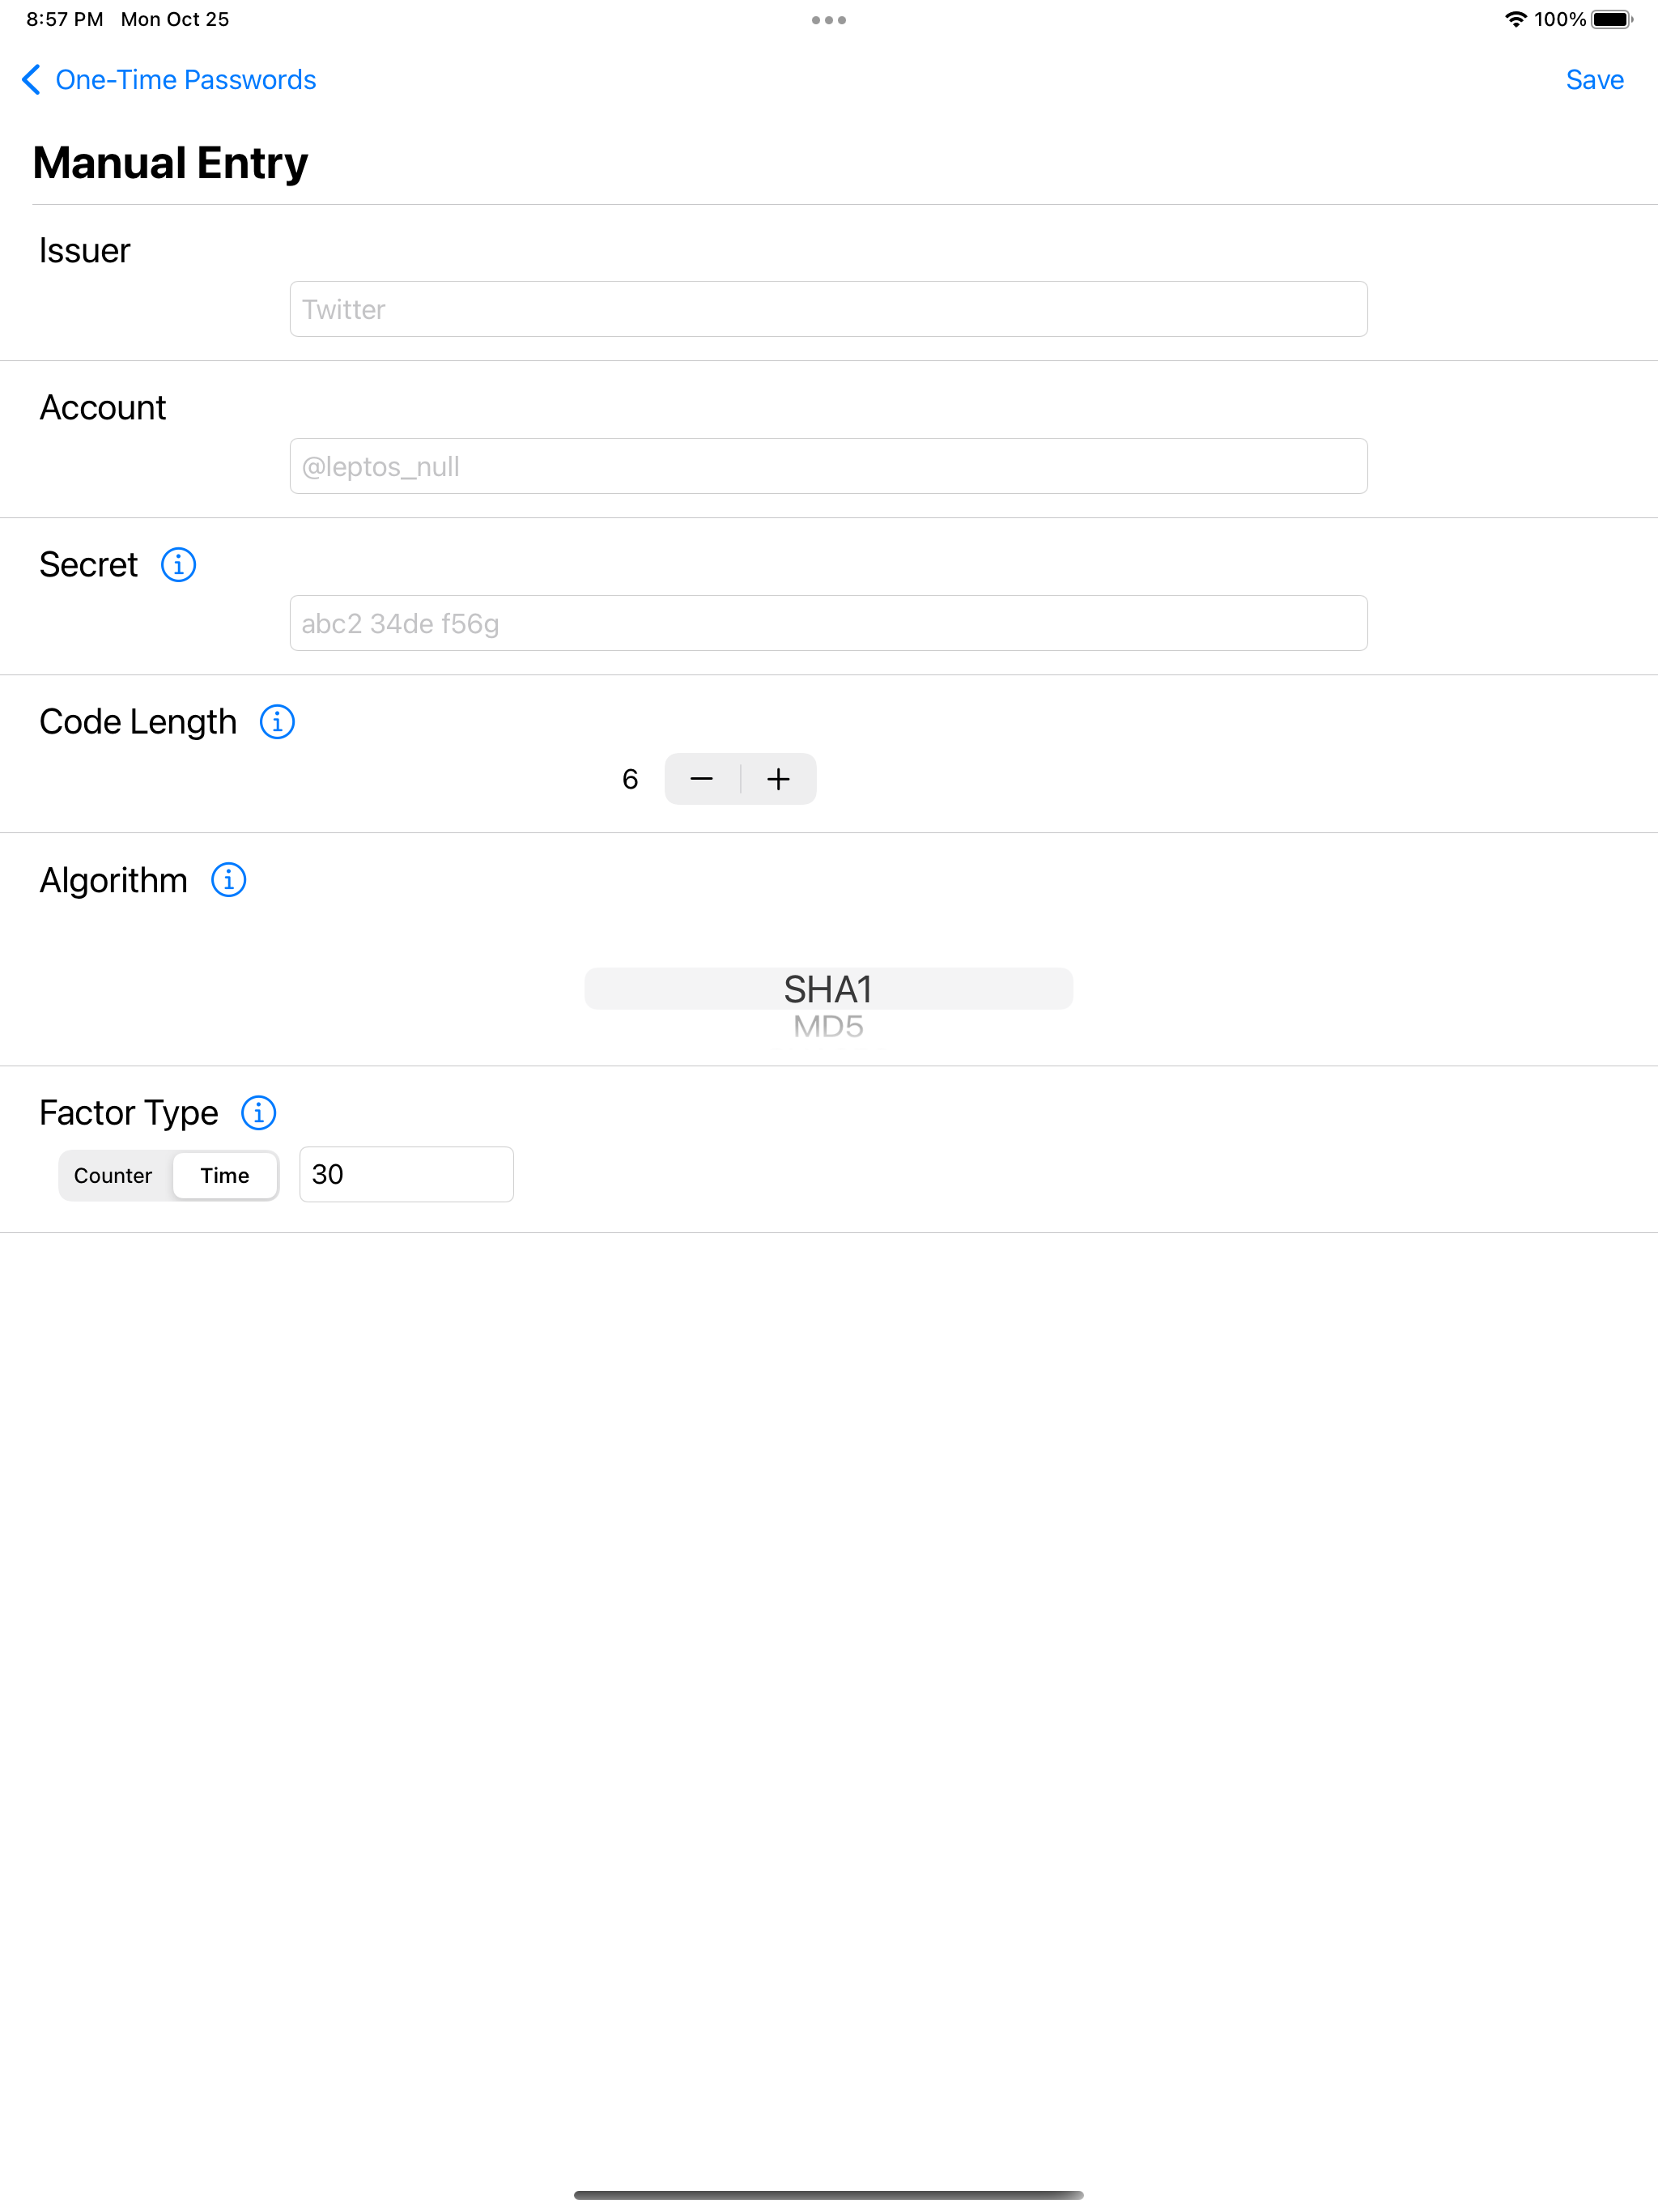 8:57 PM Mon Oct 25
100%
One-Time Passwords
Save
Manual Entry
Issuer
Twitter
Account
@leptos_null
Secret
abc2 34de f56g
Code Length
6
Algorithm
SHA1
MD5
Factor Type
Counter Time 30